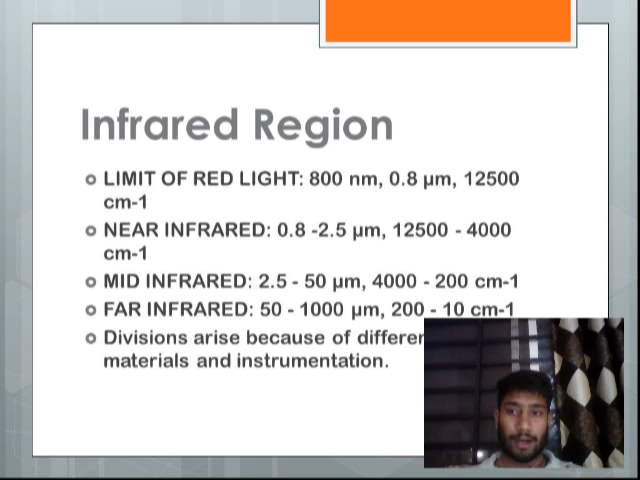 Infrared Region
LIMIT OF RED LIGHT: 800 nm, 0.8 µm, 12500
cm-1
NEAR INFRARED: 0.8 -2.5 µm, 12500 - 4000
cm-1
MID INFRARED: 2.5 - 50 µm, 4000 - 200 cm-1
FAR INFRARED: 50 - 1000 µm, 200 - 10 cm-1
Divisions arise because of
materials and instrumentation.